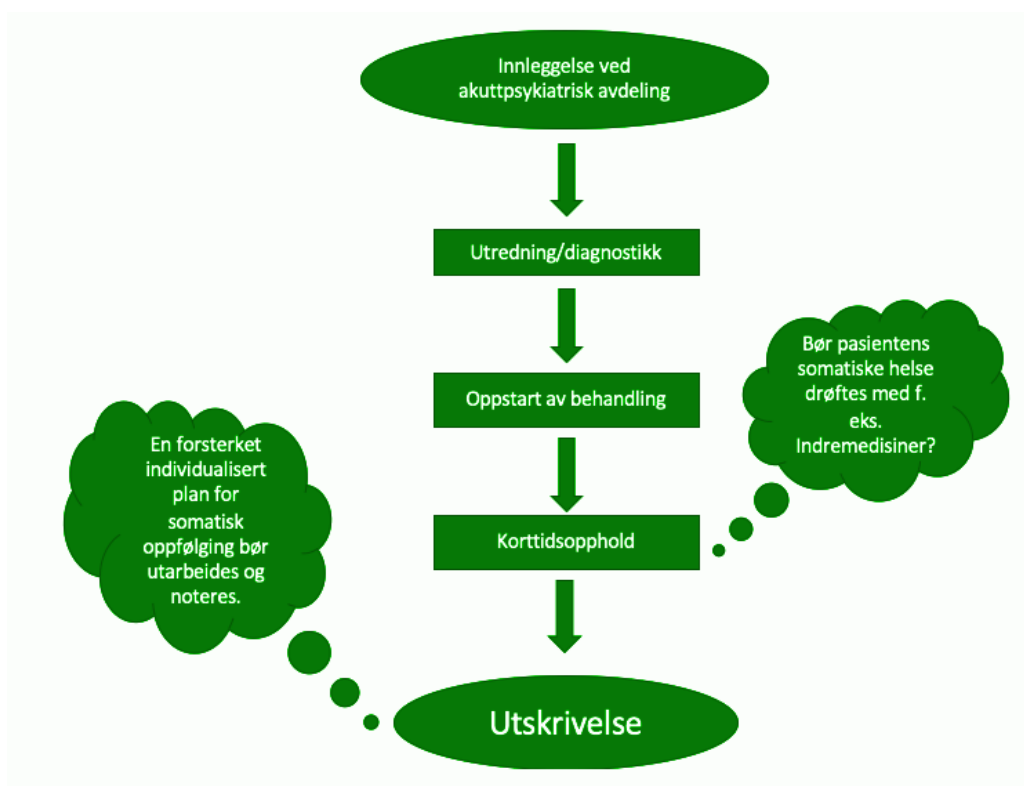 Innleggelse ved
akuttpsykiatrisk avdeling
Utredning/diagnostikk
Oppstart av behandling
Bør pasientens
somatiske helse
drøftes med f.
eks.
Indremedisiner?
Korttidsopphold
En forsterket
individualisert
plan for
somatisk
oppfølging bør
utarbeides og
noteres.
Utskrivelse